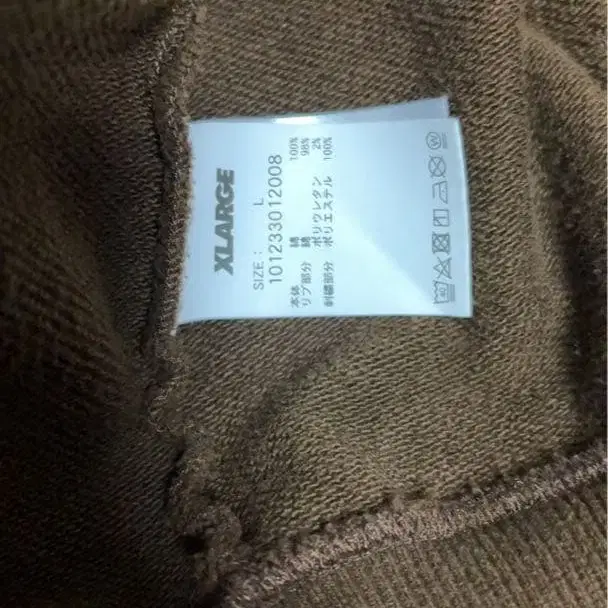 XLARGE
SIZE: L
101233012008
本体 綿 100%
リブ部分 綿 98%
ポリウレタン 2%
刺繍部分 ポリエステル 100%
40
W